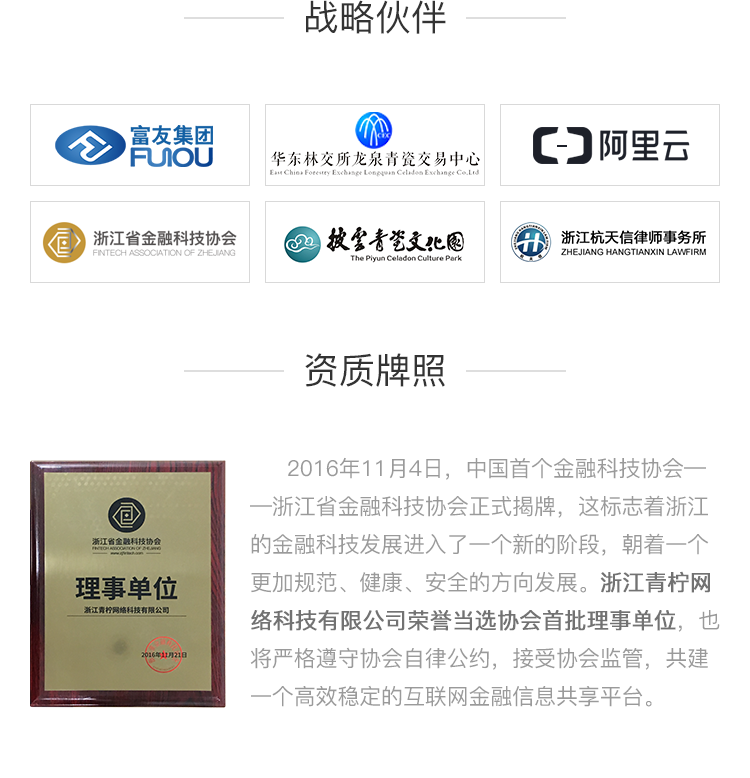 战略伙伴
富友集团
FUIOU
CEC
华东林交所龙泉青瓷交易中心
East China Forestry Exchange Longquan Celadon Exchange Co.Ltd
阿里云
浙江省金融科技协会
FINTECH ASSOCIATION OF ZHEJIANG
披云青瓷文化园
The Piyun Celadon Culture Park
浙江杭天信律师事务所
ZHEJIANG HANGTIANXIN LAWFIRM
资质牌照
浙江省金融科技协会
FINTECH ASSOCIATION OF ZHEJIANG
理事单位
浙江青柠网络科技有限公司
2016年11月21日
2016年11月4日，中国首个金融科技协会—
—浙江省金融科技协会正式揭牌，这标志着浙江
的金融科技发展进入了一个新的阶段，朝着一个
更加规范、健康、安全的方向发展。浙江青柠网
络科技有限公司荣誉当选协会首批理事单位，也
将严格遵守协会自律公约，接受协会监管，共建
一个高效稳定的互联网金融信息共享平台。